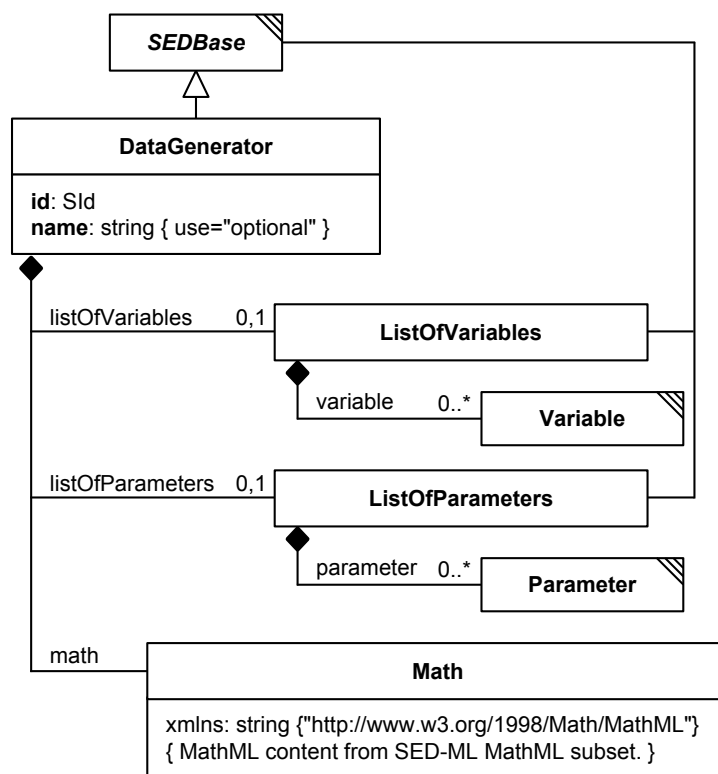 SEDBase
DataGenerator
id: SId
name: string { use="optional" }
listOfVariables 0,1
ListOfVariables
variable 0..*
Variable
listOfParameters 0,1
ListOfParameters
parameter 0..*
Parameter
math
Math
xmlns: string {"http://www.w3.org/1998/Math/MathML"}
{ MathML content from SED-ML MathML subset. }